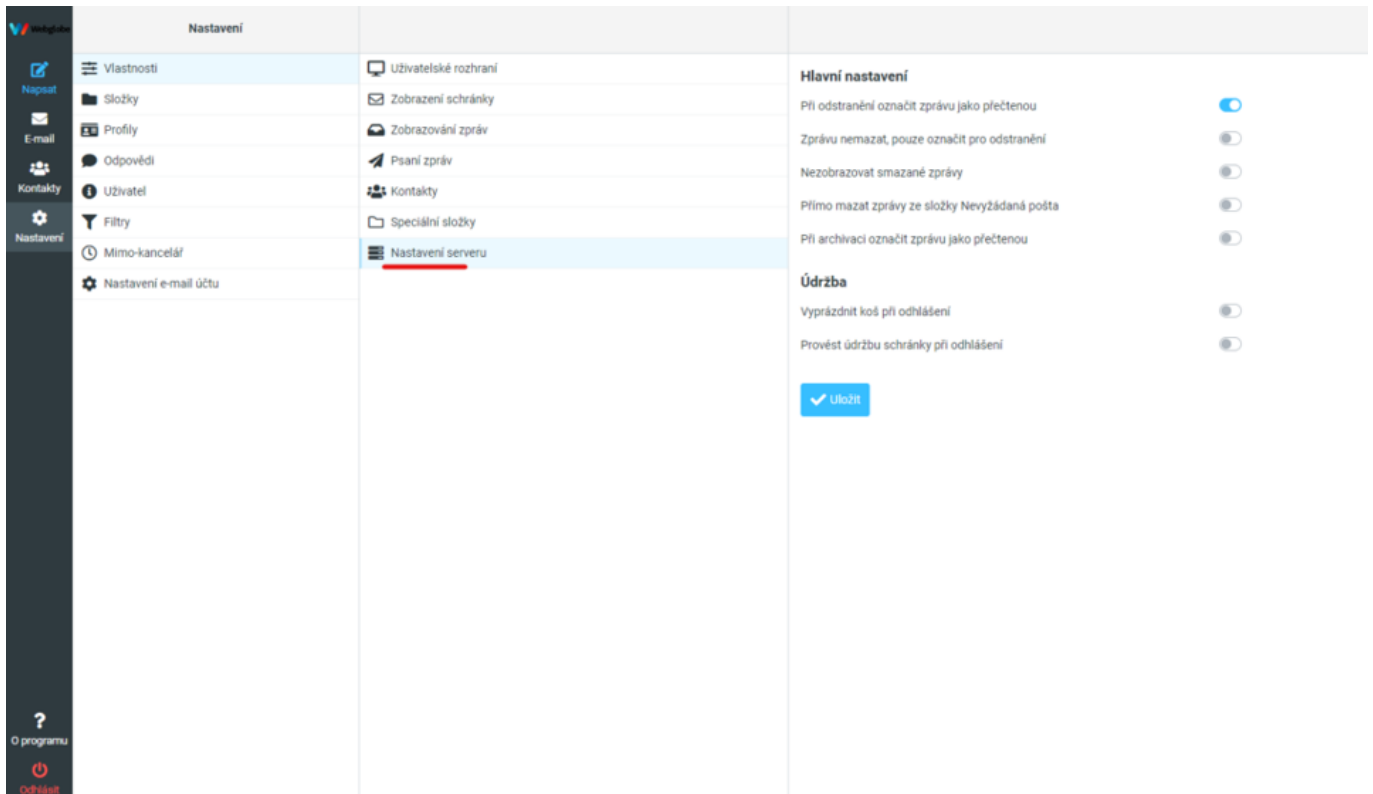 Webglobe
Napsat
E-mail
Kontakty
Nastavení
O programu
Odhlásit
Nastavení
Vlastnosti
Složky
Profily
Odpovědi
Uživatel
Filtry
Mimo-kancelář
Nastavení e-mail účtu
Uživatelské rozhraní
Zobrazení schránky
Zobrazování zpráv
Psaní zpráv
Kontakty
Speciální složky
Nastavení serveru
Hlavní nastavení
Při odstranění označit zprávu jako přečtenou
Zprávu nemazat, pouze označit pro odstranění
Nezobrazovat smazané zprávy
Přímo mazat zprávy ze složky Nevyžádaná pošta
Při archivaci označit zprávu jako přečtenou
Údržba
Vyprázdnit koš při odhlášení
Provést údržbu schránky při odhlášení
Uložit